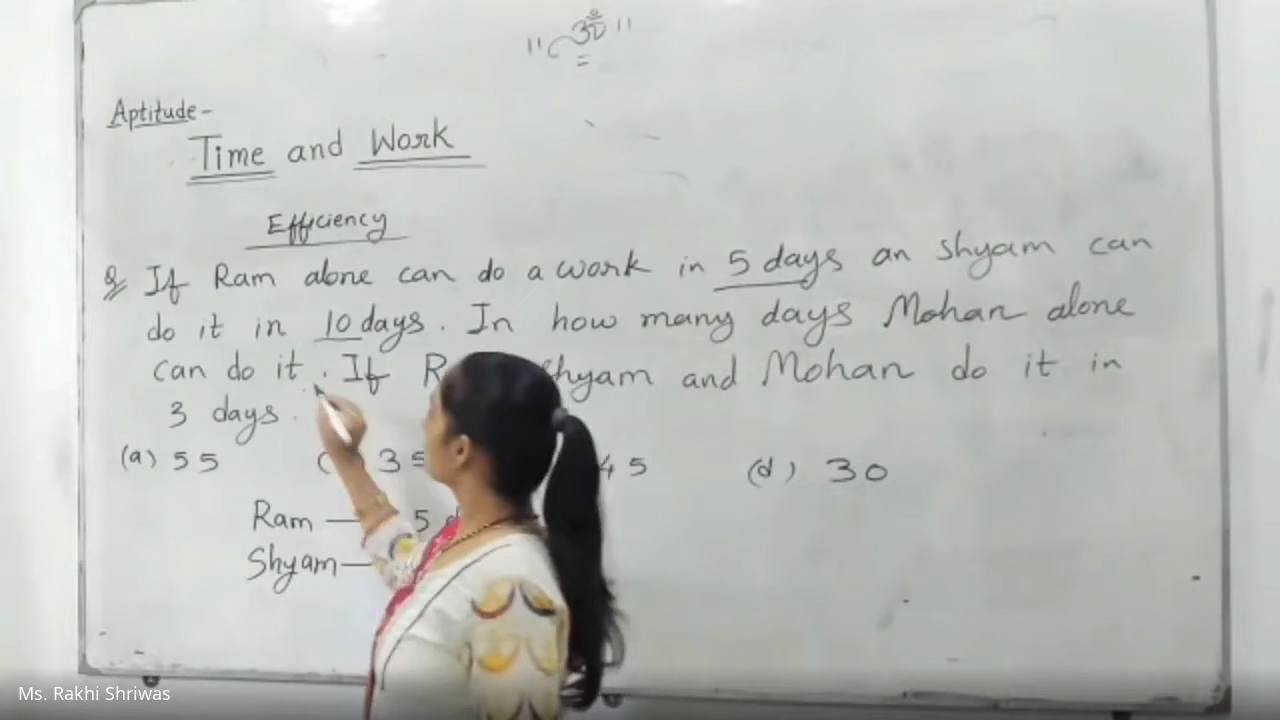 " ॐ "
Aptitude-
Time and Work
Efficiency
Q If Ram alone can do a work in 5 days an shyam can
do it in 10 days. In how many days Mohan alone
can do it. If Shyam and Mohan do it in
3 days.
(a) 55 35 45 (d) 30
Ram — 5
Shyam —
Ms. Rakhi Shriwas